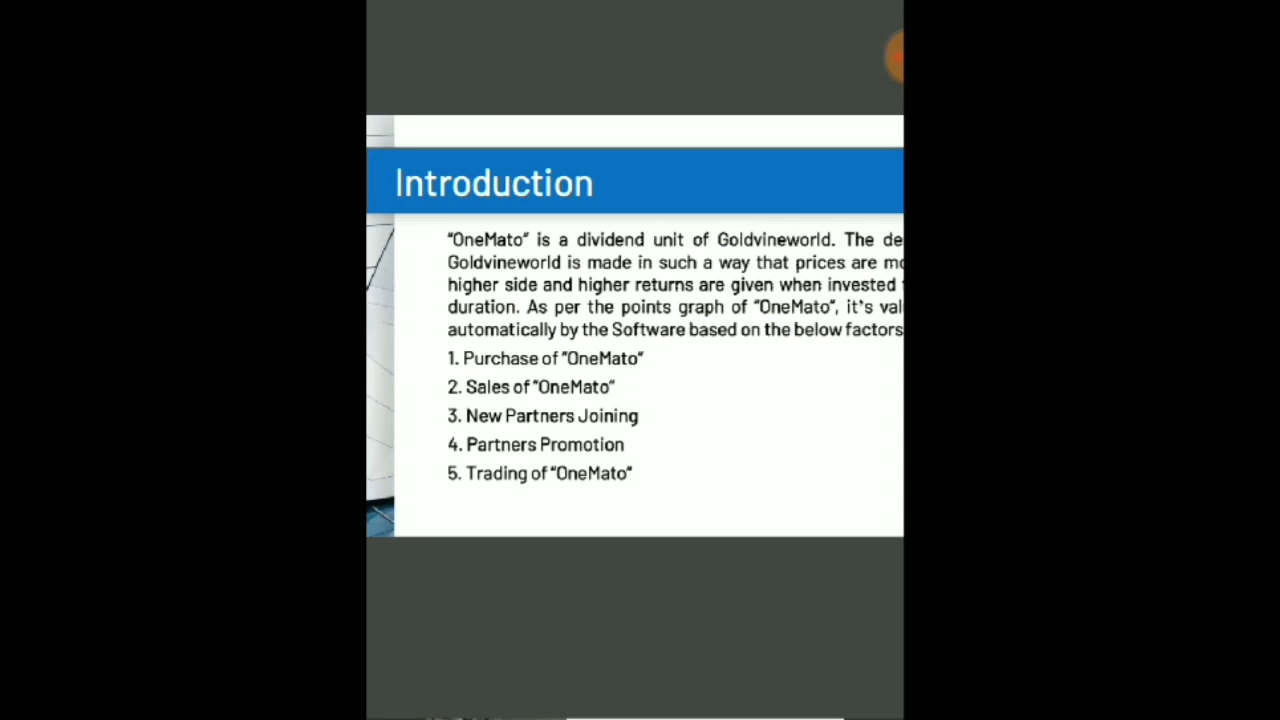 Introduction
"OneMato" is a dividend unit of Goldvineworld. The
Goldvineworld is made in such a way that prices are
higher side and higher returns are given when invested
duration. As per the points graph of "OneMato", it's
automatically by the Software based on the below factors
1. Purchase of "OneMato"
2. Sales of "OneMato"
3. New Partners Joining
4. Partners Promotion
5. Trading of "OneMato"